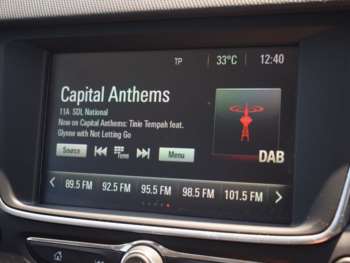 TP 33°C 12:40
Capital Anthems
11A SDL National
Now on Capital Anthems: Tinie Tempah feat.
Glynne with Not Letting Go
Source Tune Menu
DAB
89.5 FM 92.5 FM 95.5 FM 98.5 FM 101.5 FM